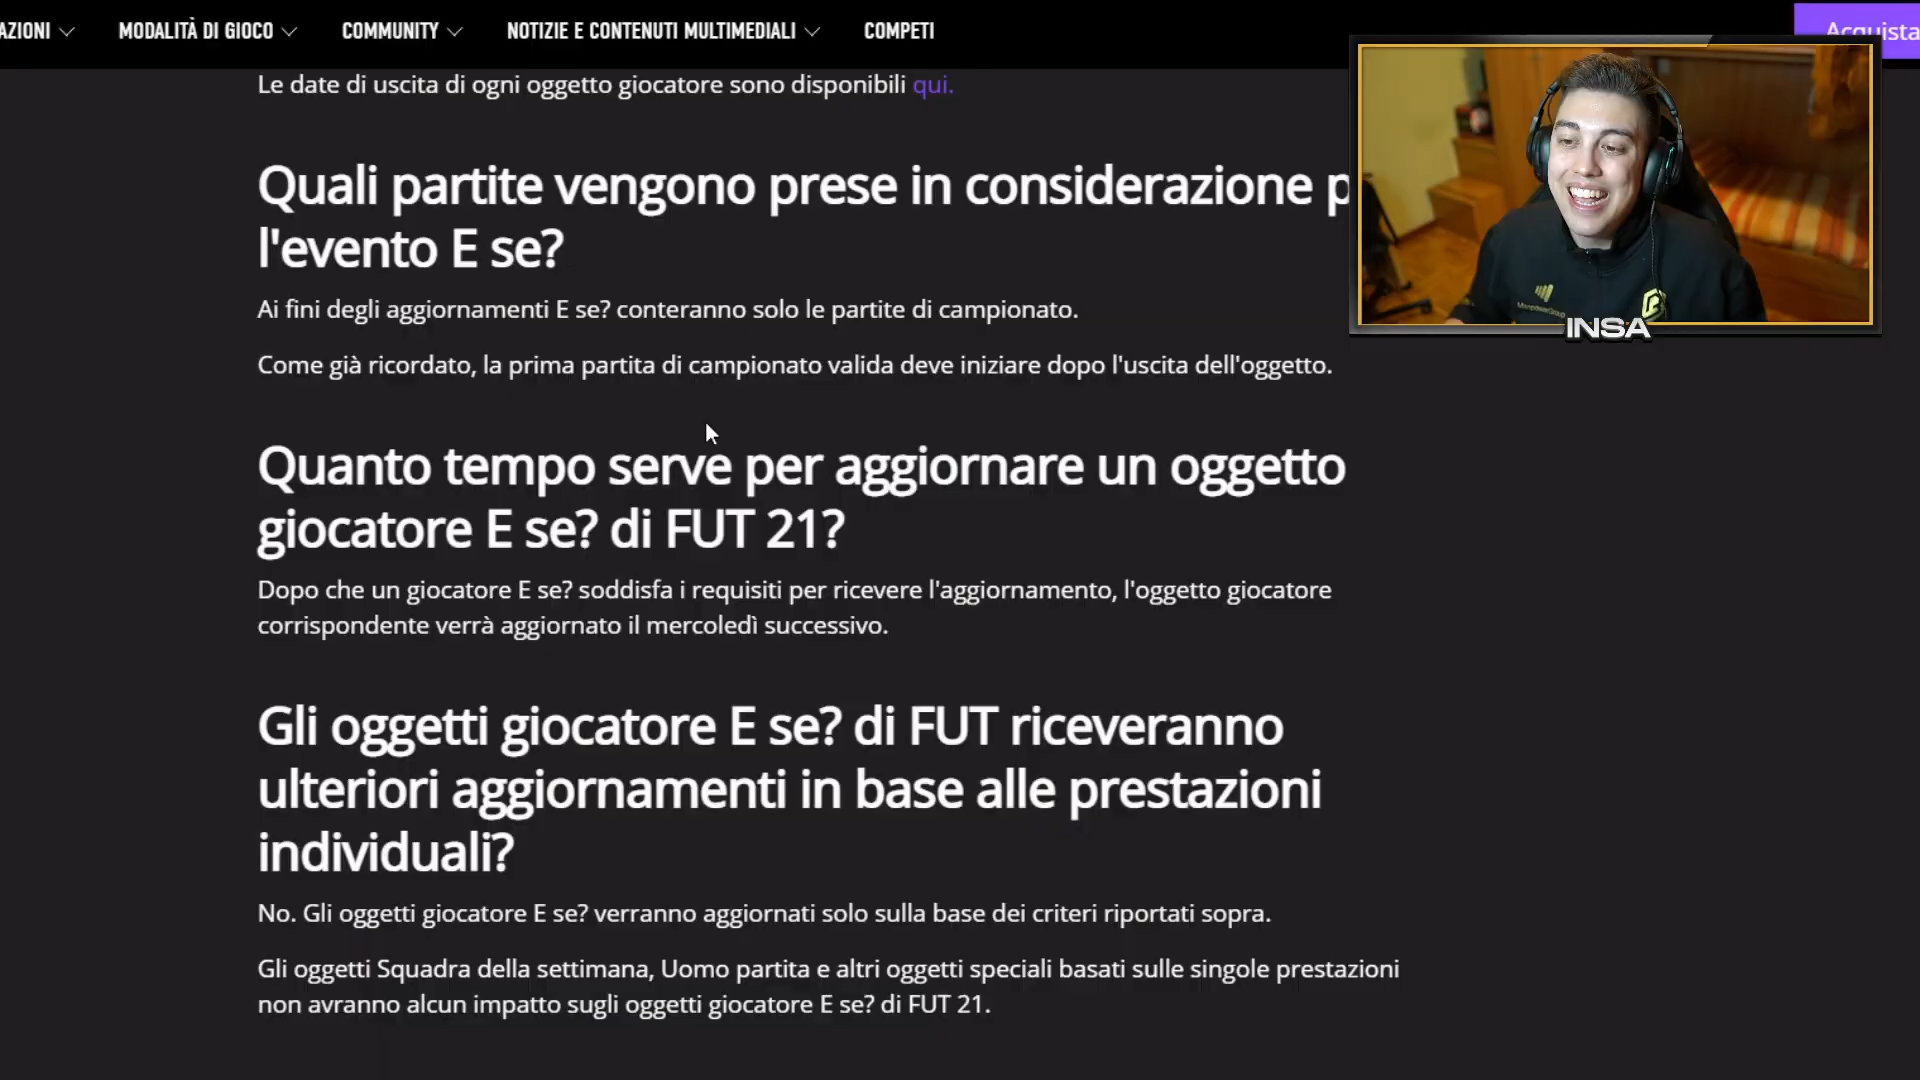 AZIONI MODALITÀ DI GIOCO COMMUNITY NOTIZIE E CONTENUTI MULTIMEDIALI COMPETI Acquista
Le date di uscita di ogni oggetto giocatore sono disponibili qui.
Quali partite vengono prese in considerazione p
l'evento E se?
Ai fini degli aggiornamenti E se? conteranno solo le partite di campionato.
INSA
Come già ricordato, la prima partita di campionato valida deve iniziare dopo l'uscita dell'oggetto.
Quanto tempo serve per aggiornare un oggetto
giocatore E se? di FUT 21?
Dopo che un giocatore E se? soddisfa i requisiti per ricevere l'aggiornamento, l'oggetto giocatore
corrispondente verrà aggiornato il mercoledì successivo.
Gli oggetti giocatore E se? di FUT riceveranno
ulteriori aggiornamenti in base alle prestazioni
individuali?
No. Gli oggetti giocatore E se? verranno aggiornati solo sulla base dei criteri riportati sopra.
Gli oggetti Squadra della settimana, Uomo partita e altri oggetti speciali basati sulle singole prestazioni
non avranno alcun impatto sugli oggetti giocatore E se? di FUT 21.